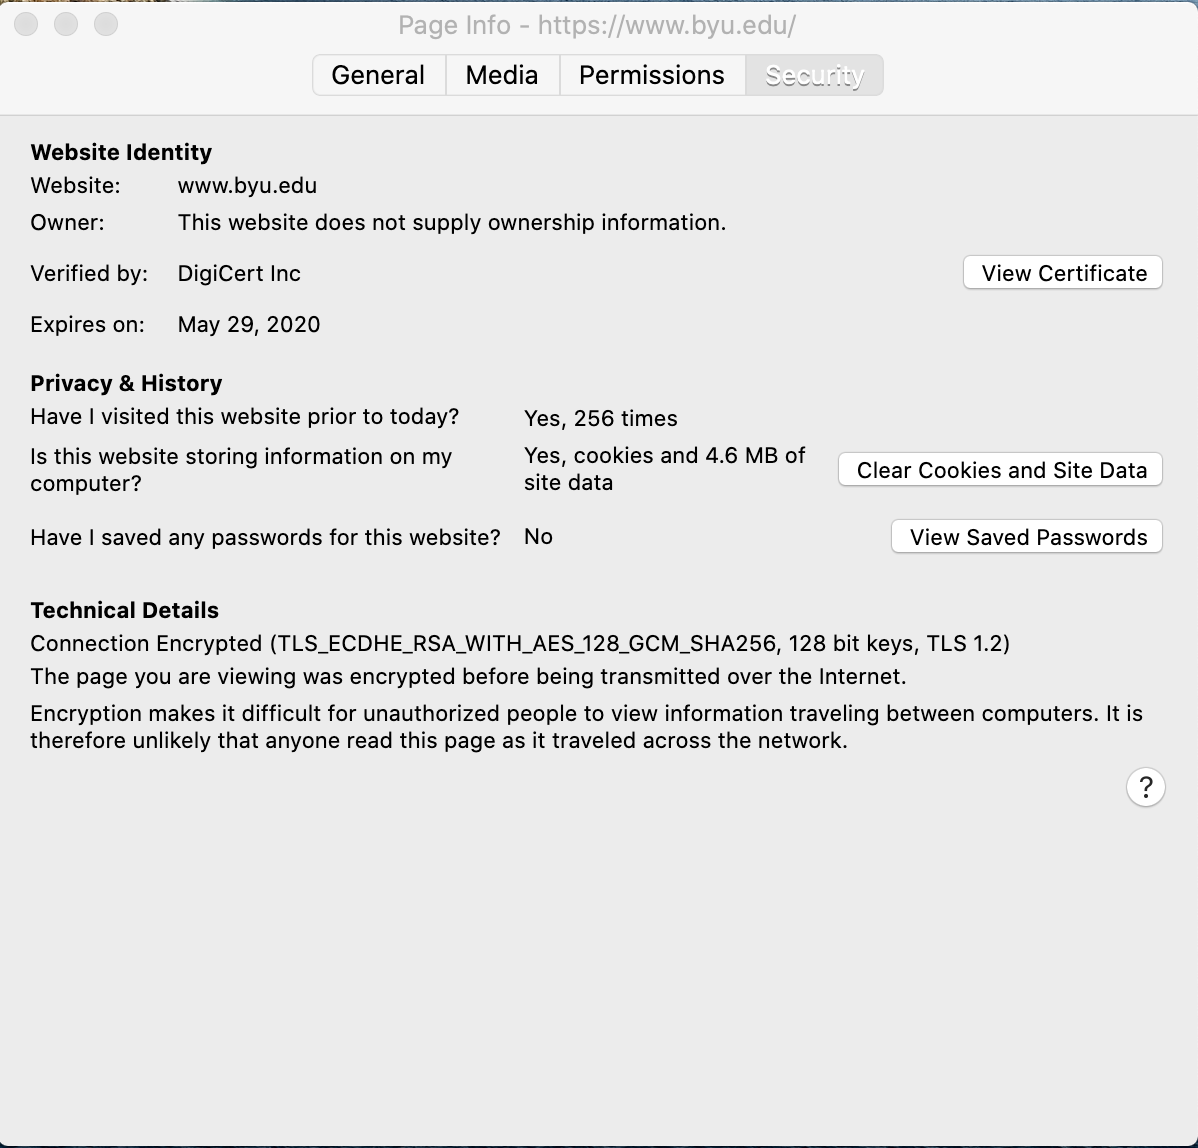 Page Info - https://www.byu.edu/
General Media Permissions Security
Website Identity
Website: www.byu.edu
Owner: This website does not supply ownership information.
Verified by: DigiCert Inc View Certificate
Expires on: May 29, 2020
Privacy & History
Have I visited this website prior to today? Yes, 256 times
Is this website storing information on my computer? Yes, cookies and 4.6 MB of site data Clear Cookies and Site Data
Have I saved any passwords for this website? No View Saved Passwords
Technical Details
Connection Encrypted (TLS_ECDHE_RSA_WITH_AES_128_GCM_SHA256, 128 bit keys, TLS 1.2)
The page you are viewing was encrypted before being transmitted over the Internet.
Encryption makes it difficult for unauthorized people to view information traveling between computers. It is
therefore unlikely that anyone read this page as it traveled across the network.
?